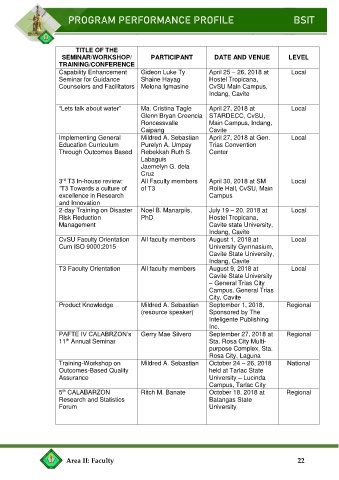 PROGRAM PERFORMANCE PROFILE BSIT
TITLE OF THE
SEMINAR/WORKSHOP/
TRAINING/CONFERENCE
PARTICIPANT
DATE AND VENUE
LEVEL
Capability Enhancement
Seminar for Guidance
Counselors and Facilitators
Gideon Luke Ty
Shaine Hayag
Melona Igmasine
April 25 – 26, 2018 at
Hostel Tropicana,
CvSU Main Campus,
Indang, Cavite
Local
"Lets talk about water"
Ma. Cristina Tagle
Glenn Bryan Creencia
Roncessvalle
Caipang
April 27, 2018 at
STARDECC, CvSU,
Main Campus, Indang,
Cavite
Local
Implementing General
Education Curriculum
Through Outcomes Based
Mildred A. Sebastian
Purelyn A. Umpay
Rebekkah Ruth S.
Labaguis
Jaemelyn G. dela
Cruz
April 27, 2018 at Gen.
Trias Convention
Center
Local
3rd T3 In-house review:
"T3 Towards a culture of
excellence in Research
and Innovation
All Faculty members
of T3
April 30, 2018 at SM
Rolle Hall, CvSU, Main
Campus
Local
2-day Training on Disaster
Risk Reduction
Management
Noel B. Manarpiis,
PhD
July 19 – 20, 2018 at
Hostel Tropicana,
Cavite state University,
Indang, Cavite
Local
CvSU Faculty Orientation
Cum ISO 9000;2015
All faculty members
August 1, 2018 at
University Gymnasium,
Cavite State University,
Indang, Cavite
Local
T3 Faculty Orientation
All faculty members
August 9, 2018 at
Cavite State University
– General Trias City
Campus, General Trias
City, Cavite
Local
Product Knowledge
Mildred A. Sebastian
(resource speaker)
September 1, 2018,
Sponsored by The
Inteligente Publishing
Inc.
Regional
PAFTE IV CALABRZON's
11th Annual Seminar
Gerry Mae Silvero
September 27, 2018 at
Sta. Rosa City Multi-
purpose Complex, Sta.
Rosa City, Laguna
Regional
Training-Workshop on
Outcomes-Based Quality
Assurance
Mildred A. Sebastian
October 24 – 26, 2018
held at Tarlac State
University – Lucinda
Campus, Tarlac City
National
5th CALABARZON
Research and Statistics
Forum
Ritch M. Banate
October 18, 2018 at
Batangas State
University
Regional
Area II: Faculty 22